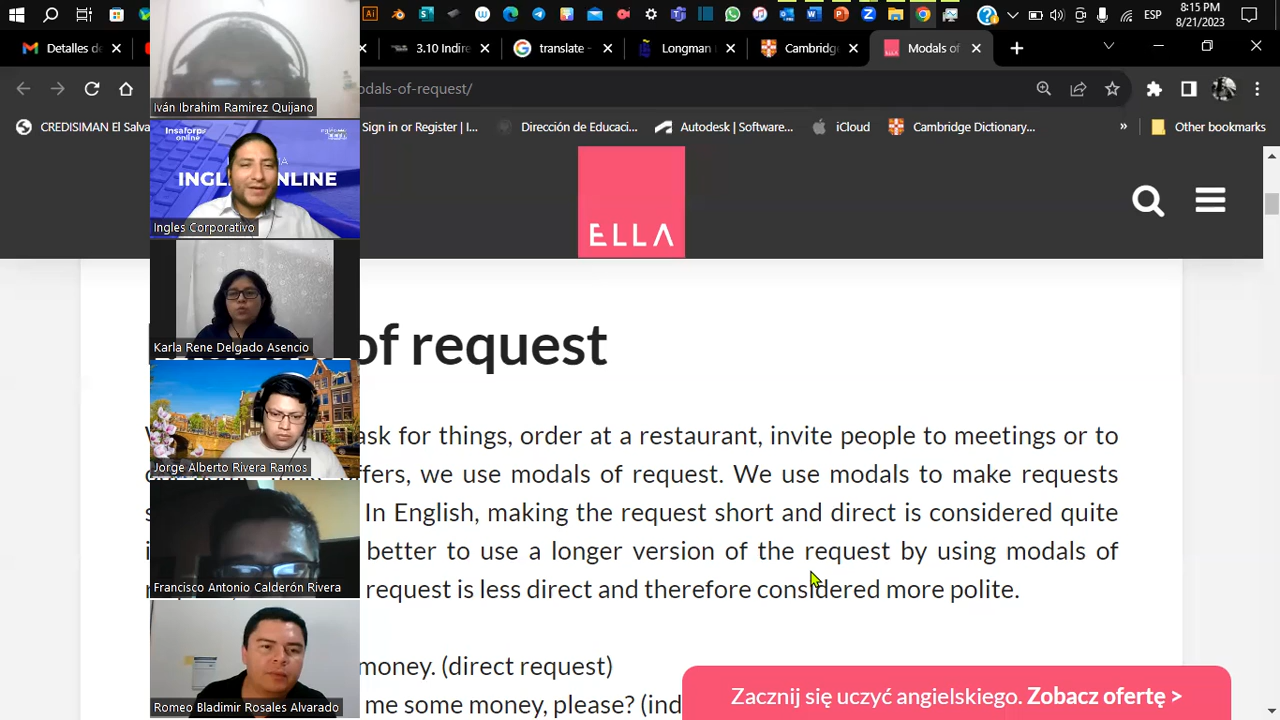 8:15 PM
ESP
8/21/2023
Detalles de
3.10 Indire
translate -
Longman
Cambridg
Modals of
dals-of-request/
CREDISIMAN El Salva
Sign in or Register | I...
Dirección de Educaci...
Autodesk | Software...
iCloud
Cambridge Dictionary...
»
Other bookmarks
ELLA
of request
ask for things, order at a restaurant, invite people to meetings or to
offers, we use modals of request. We use modals to make requests
In English, making the request short and direct is considered quite
better to use a longer version of the request by using modals of
request is less direct and therefore considered more polite.
money. (direct request)
me some money, please? (ind
Zacznij się uczyć angielskiego. Zobacz ofertę >
Iván Ibrahim Ramirez Quijano
Insaforp online
INGL NLINE
Ingles Corporativo
Karla Rene Delgado Asencio
Jorge Alberto Rivera Ramos
Francisco Antonio Calderón Rivera
Romeo Bladimir Rosales Alvarado